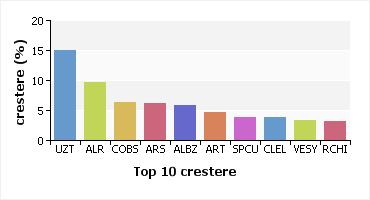 crestere (%)
20
15
10
5
0
UZT ALR COBS ARS ALBZ ART SPCU CLEL VESY RCHI
Top 10 crestere